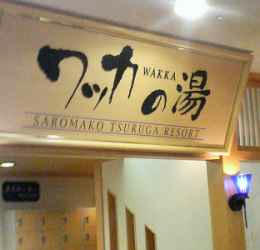 ワッカの湯
WAKKA
SAROMAKO TSURUGA RESORT